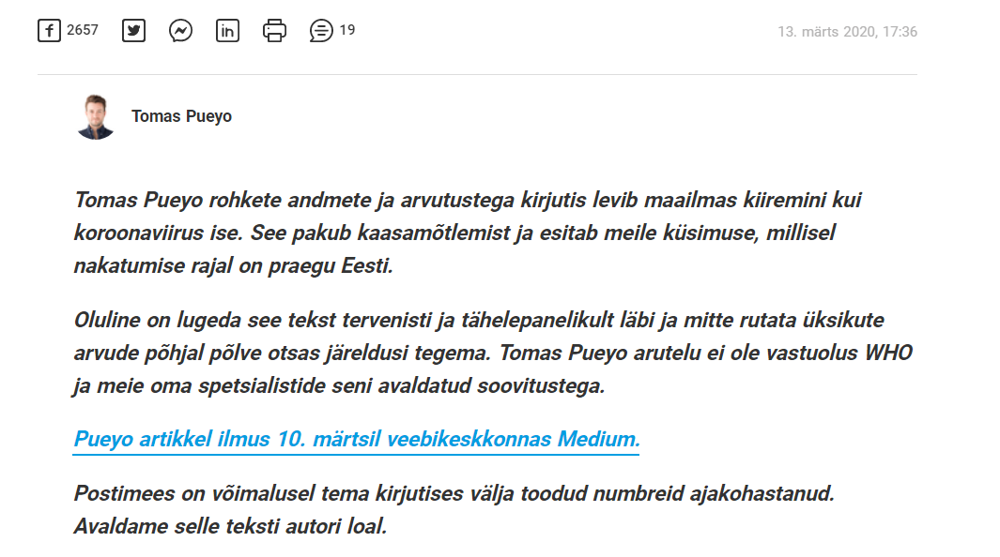 2657
19
13. märts 2020, 17:36
Tomas Pueyo
Tomas Pueyo rohkete andmete ja arvutustega kirjutis levib maailmas kiiremini kui
koroonaviirus ise. See pakub kaasamõtlemist ja esitab meile küsimuse, millisel
nakatumise rajal on praegu Eesti.
Oluline on lugeda see tekst tervenisti ja tähelepanelikult läbi ja mitte rutata üksikute
arvude põhjal põlve otsas järeldusi tegema. Tomas Pueyo arutelu ei ole vastuolus WHO
ja meie oma spetsialistide seni avaldatud soovitustega.
Pueyo artikkel ilmus 10. märtsil veebikeskkonnas Medium.
Postimees on võimalusel tema kirjutises välja toodud numbreid ajakohastanud.
Avaldame selle teksti autori loal.